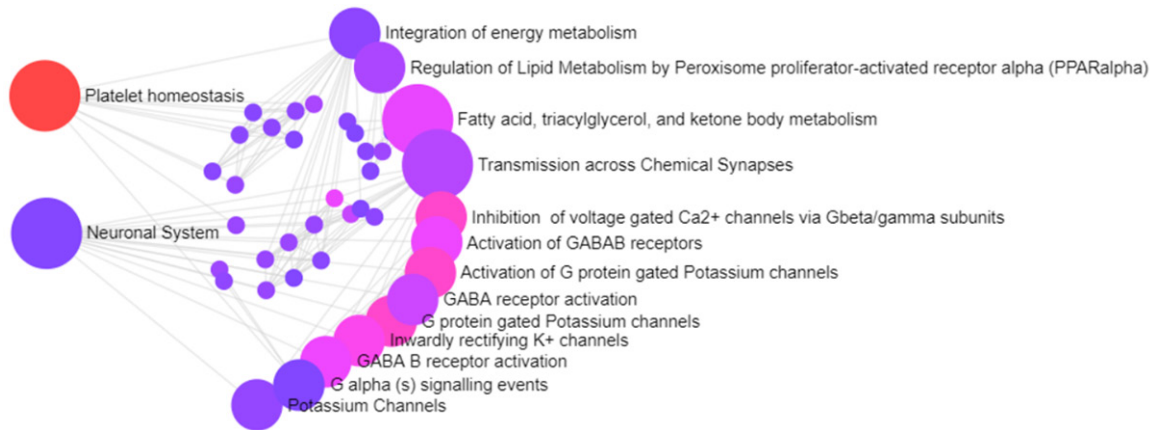 Integration of energy metabolism
Regulation of Lipid Metabolism by Peroxisome proliferator-activated receptor alpha (PPARalpha)
Platelet homeostasis
Fatty acid, triacylglycerol, and ketone body metabolism
Transmission across Chemical Synapses
Inhibition of voltage gated Ca2+ channels via Gbeta/gamma subunits
Neuronal System
Activation of GABAB receptors
Activation of G protein gated Potassium channels
GABA receptor activation
G protein gated Potassium channels
Inwardly rectifying K+ channels
GABA B receptor activation
G alpha (s) signalling events
Potassium Channels